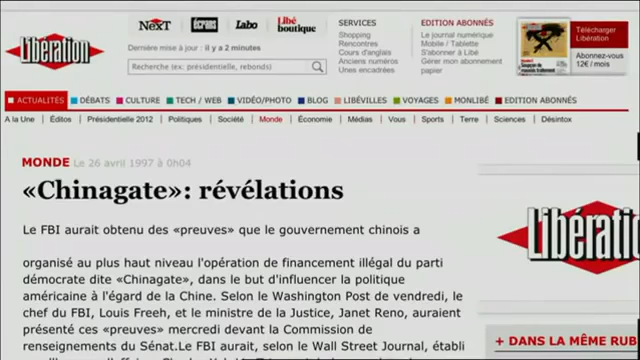 Libération
NEXT
Écrans
Labo
Libé boutique
Dernière mise à jour : il y a 2 minutes
Recherche (ex. présidentielle, rebonds)
SERVICES
Shopping
Rencontres
Cours d'anglais
Anciens numéros
Unes encadrées
EDITION ABONNÉS
Le journal numérique
Mobile / Tablette
S'abonner à Libé
Gérer mon abonnement papier
Télécharger Libération
Abonnez-vous
12€ / mois
ACTUALITÉS DÉBATS CULTURE TECH / WEB VIDÉO/PHOTO BLOG LIBÉVILLES VOYAGES MONLIBÉ EDITION ABONNÉS
A la Une Éditos Présidentielle 2012 Politiques Société Monde Économie Médias Vous Sports Terre Sciences Désintox
MONDE Le 26 avril 1997 à 0h04
«Chinagate»: révélations
Le FBI aurait obtenu des «preuves» que le gouvernement chinois a
organisé au plus haut niveau l'opération de financement illégal du parti
démocrate dite «Chinagate», dans le but d'influencer la politique
américaine à l'égard de la Chine. Selon le Washington Post de vendredi, le
chef du FBI, Louis Freeh, et le ministre de la Justice, Janet Reno, auraient
présenté ces «preuves» mercredi devant la Commission de
renseignements du Sénat.Le FBI aurait, selon le Wall Street Journal, établi
Libération
+ DANS LA MÊME RUB